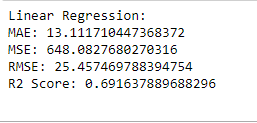 Linear Regression:
MAE: 13.111710447368372
MSE: 648.0827680270316
RMSE: 25.457469788394754
R2 Score: 0.691637889688296